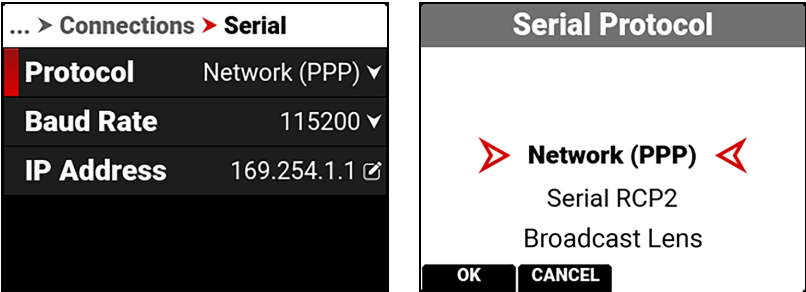 ... > Connections > Serial
Protocol Network (PPP)
Baud Rate 115200
IP Address 169.254.1.1
Serial Protocol
Network (PPP)
Serial RCP2
Broadcast Lens
OK CANCEL